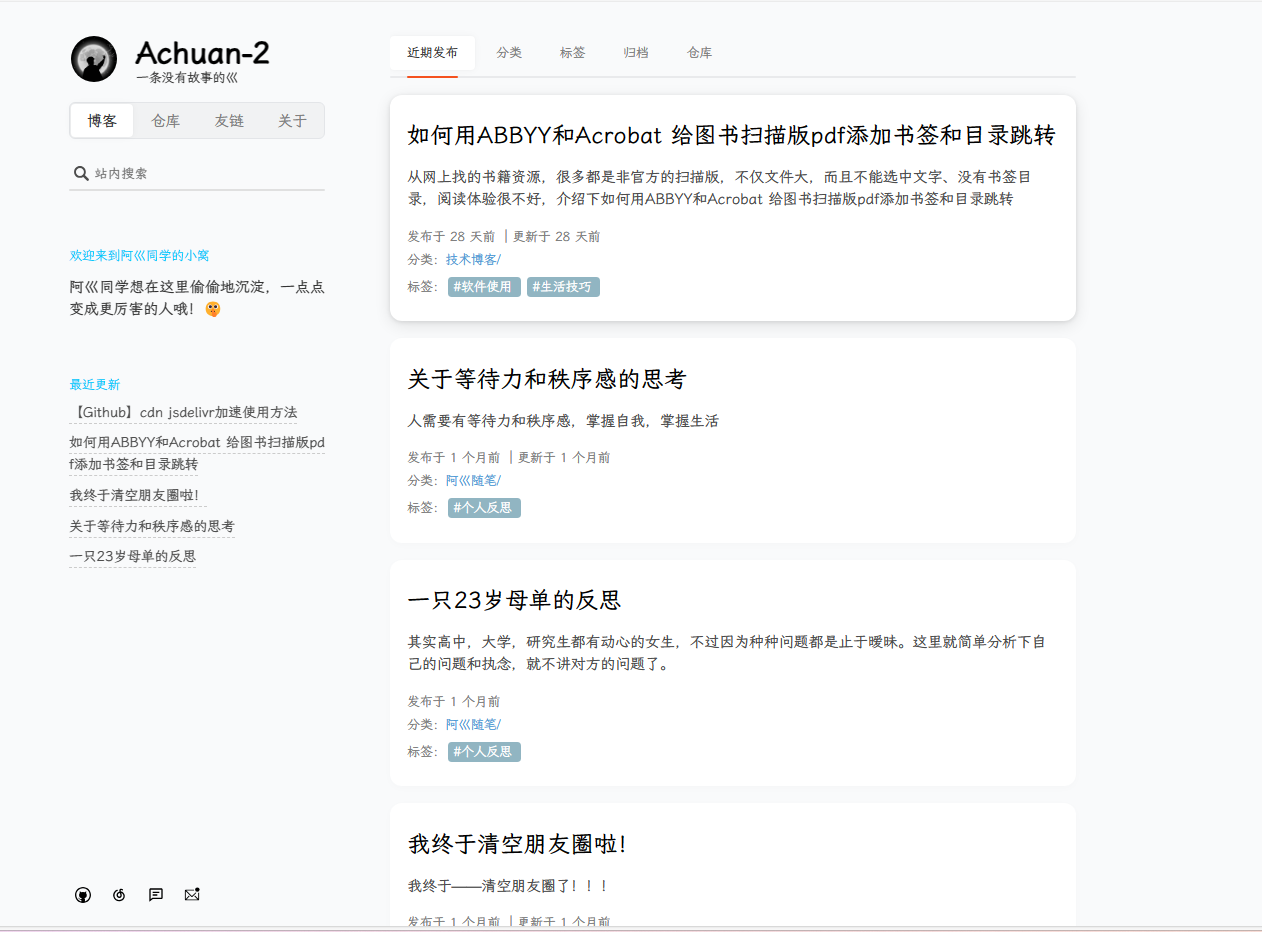 Achuan-2
一条没有故事的巛
博客 仓库 友链 关于
站内搜索
欢迎来到阿巛同学的小窝
阿巛同学想在这里偷偷地沉淀，一点点
变成更厉害的人哦！
最近更新
【Github】cdn jsdelivr加速使用方法
如何用ABBYY和Acrobat 给图书扫描版pd
f添加书签和目录跳转
我终于清空朋友圈啦！
关于等待力和秩序感的思考
一只23岁母单的反思
近期发布 分类 标签 归档 仓库
如何用ABBYY和Acrobat 给图书扫描版pdf添加书签和目录跳转
从网上找的书籍资源，很多都是非官方的扫描版，不仅文件大，而且不能选中文字、没有书签目
录，阅读体验很不好，介绍下如何用ABBYY和Acrobat 给图书扫描版pdf添加书签和目录跳转
发布于 28 天前 | 更新于 28 天前
分类：技术博客/
标签： #软件使用 #生活技巧
关于等待力和秩序感的思考
人需要有等待力和秩序感，掌握自我，掌握生活
发布于 1 个月前 | 更新于 1 个月前
分类：阿巛随笔/
标签： #个人反思
一只23岁母单的反思
其实高中，大学，研究生都有动心的女生，不过因为种种问题都是止于暧昧。这里就简单分析下自
己的问题和执念，就不讲对方的问题了。
发布于 1 个月前
分类：阿巛随笔/
标签： #个人反思
我终于清空朋友圈啦！
我终于——清空朋友圈了！！！
发布于 1 个月前 | 更新于 1 个月前